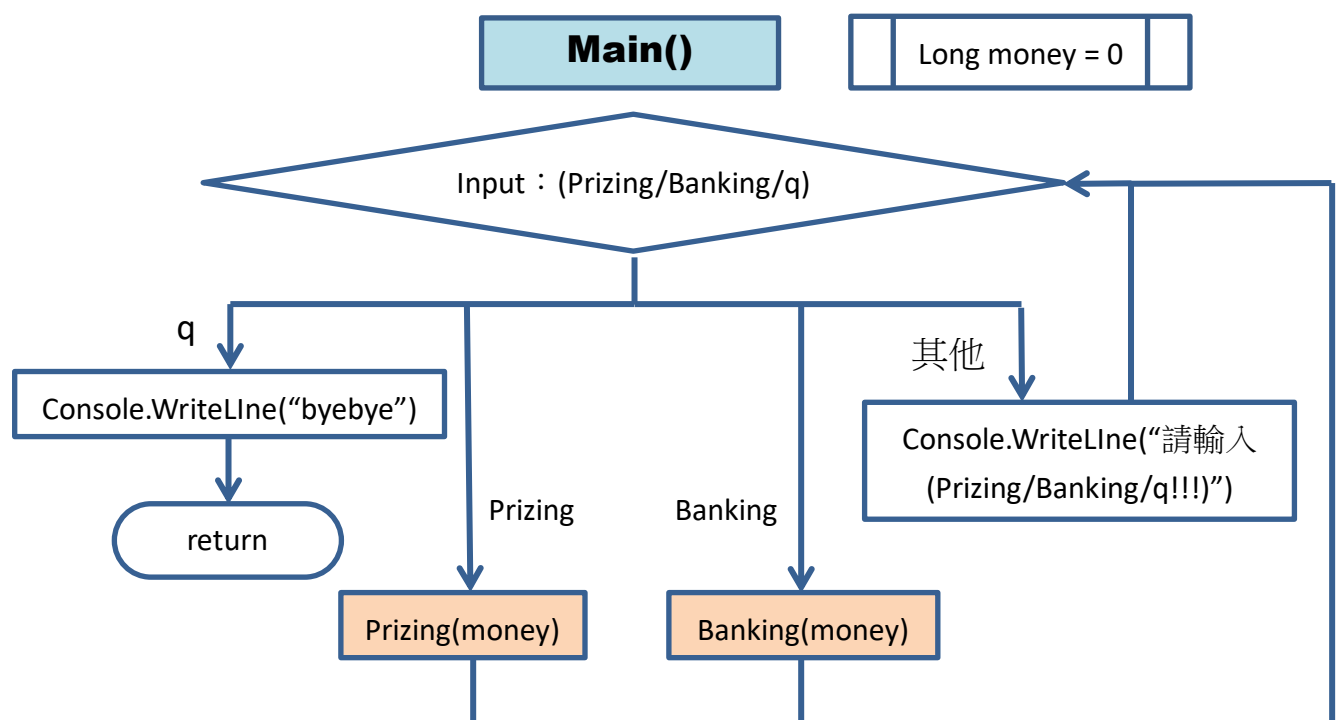 Main()
Long money = 0
Input：(Prizing/Banking/q)
q
其他
Console.WriteLIne(“byebye”)
Console.WriteLIne(“請輸入
(Prizing/Banking/q!!!)”)
Prizing
Banking
return
Prizing(money)
Banking(money)